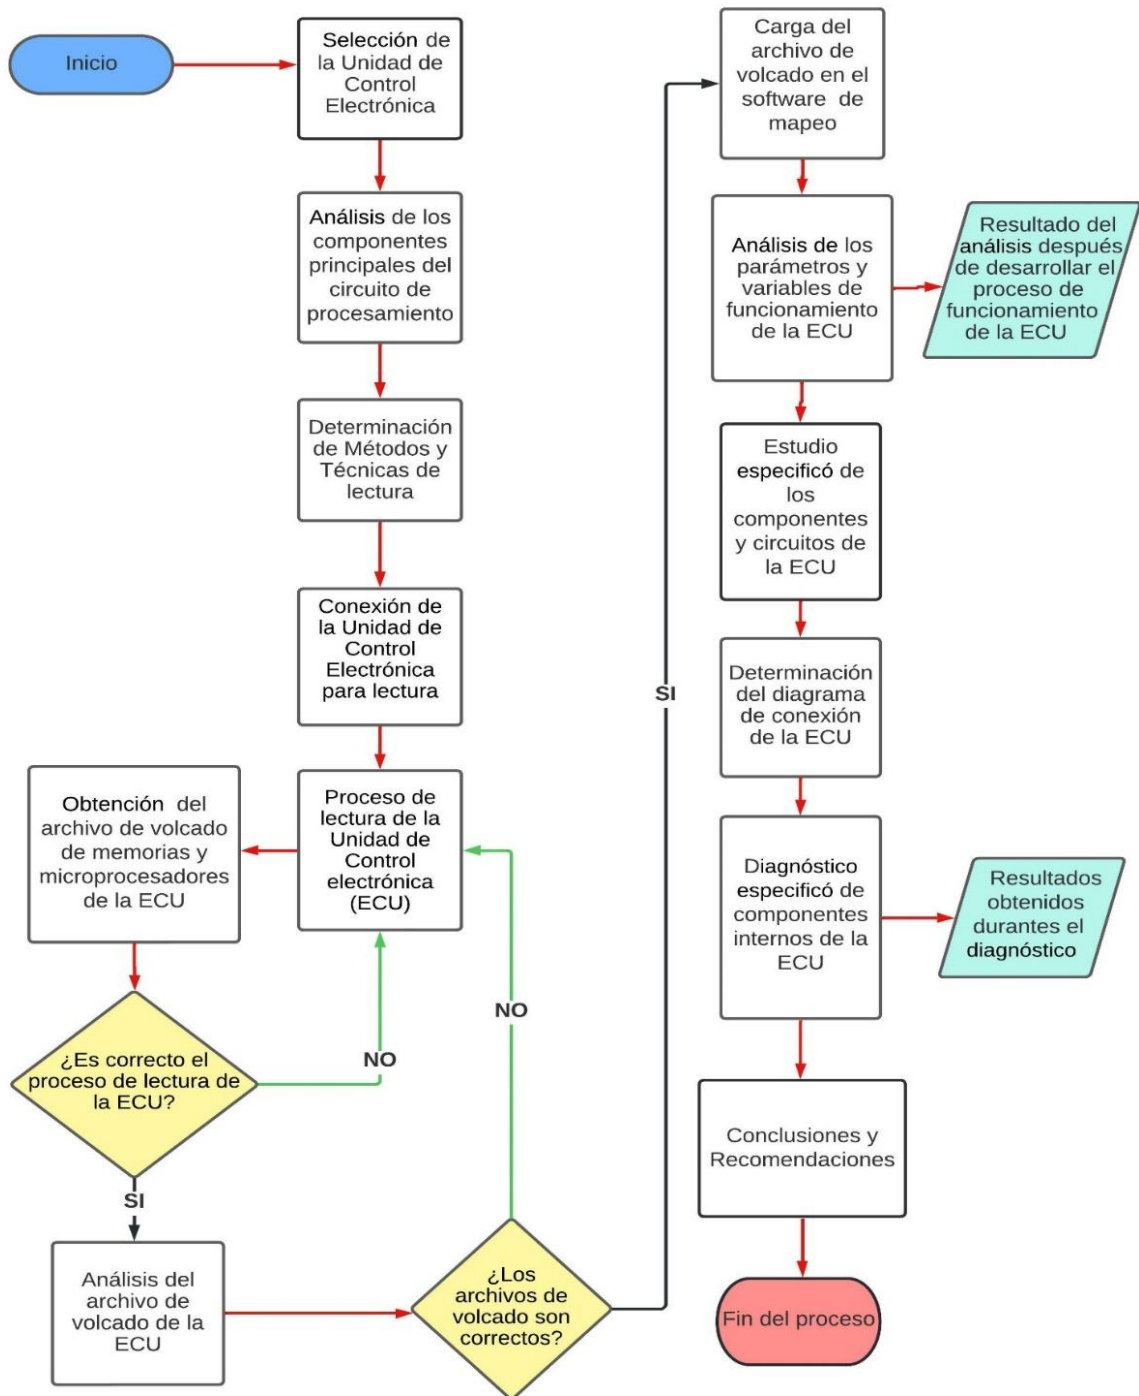 Inicio
Selección de
la Unidad de
Control
Electrónica
Análisis de los
componentes
principales del
circuito de
procesamiento
Determinación
de Métodos y
Técnicas de
lectura
Conexión de
la Unidad de
Control
Electrónica
para lectura
Proceso de
lectura de la
Unidad de
Control
electrónica
(ECU)
Obtención del
archivo de volcado
de memorias y
microprocesadores
de la ECU
¿Es correcto el
proceso de lectura de
la ECU?
NO
SI
Análisis del
archivo de
volcado de la
ECU
¿Los
archivos de
volcado son
correctos?
NO
SI
Carga del
archivo de
volcado en el
software de
mapeo
Análisis de los
parámetros y
variables de
funcionamiento
de la ECU
Resultado del
análisis después
de desarrollar el
proceso de
funcionamiento
de la ECU
Estudio
especificó de
los
componentes
y circuitos de
la ECU
Determinación
del diagrama
de conexión
de la ECU
Diagnóstico
especificó de
componentes
internos de la
ECU
Resultados
obtenidos
durantes el
diagnóstico
Conclusiones y
Recomendaciones
Fin del proceso